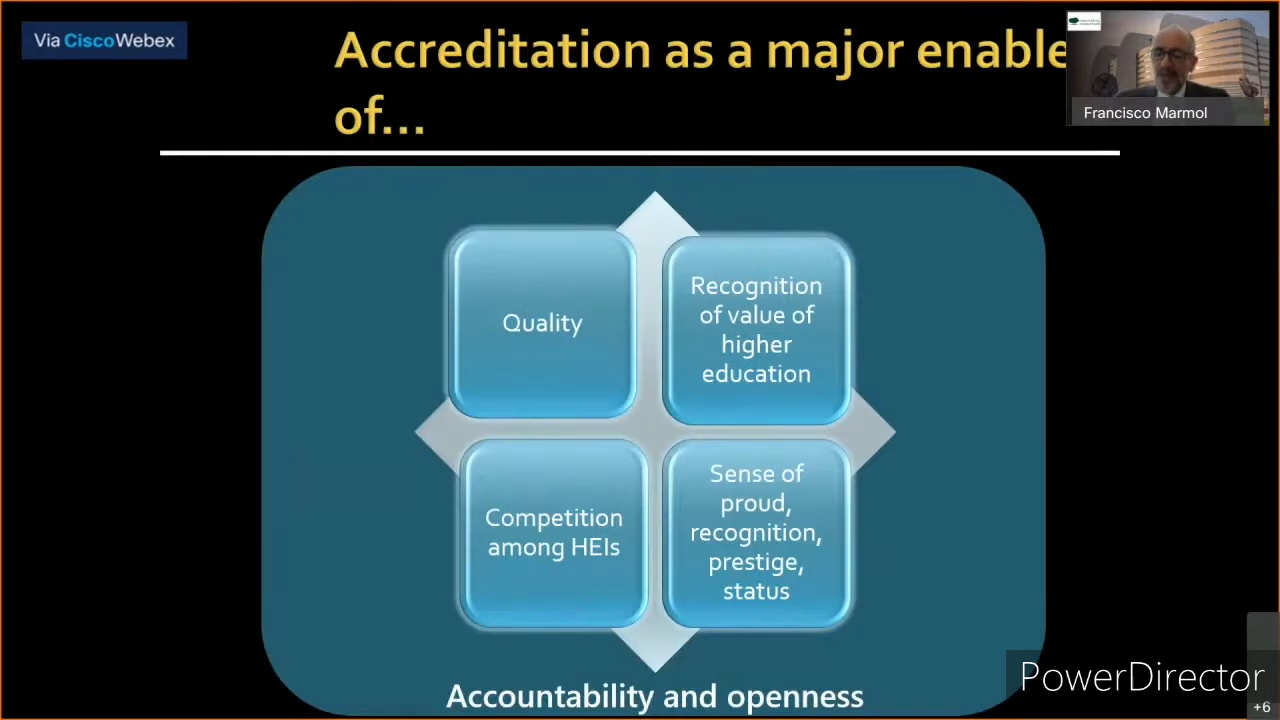 Via CiscoWebex
Accreditation as a major enable
of...
Francisco Marmol
Quality
Recognition
of value of
higher
education
Competition
among HEIs
Sense of
proud,
recognition,
prestige,
status
Accountability and openness
PowerDirector
+6